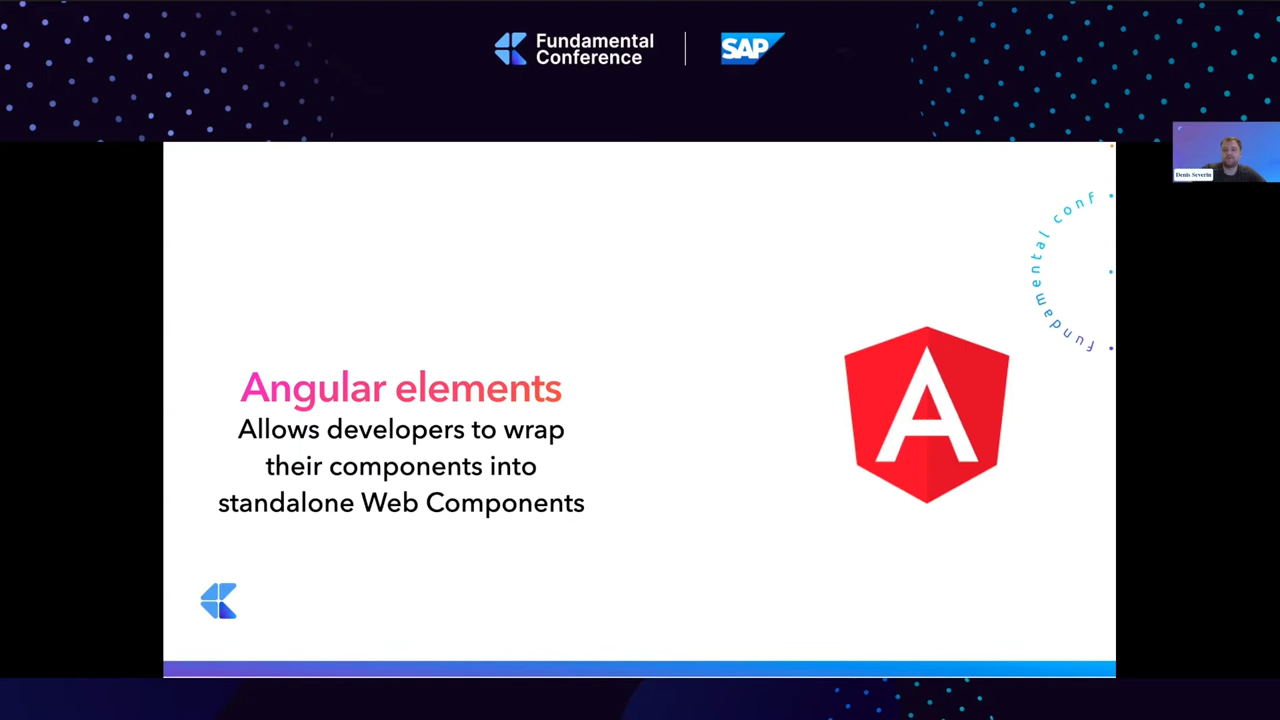 Fundamental
Conference
SAP
Denis Severin
fundamental conf
Angular elements
Allows developers to wrap
their components into
standalone Web Components